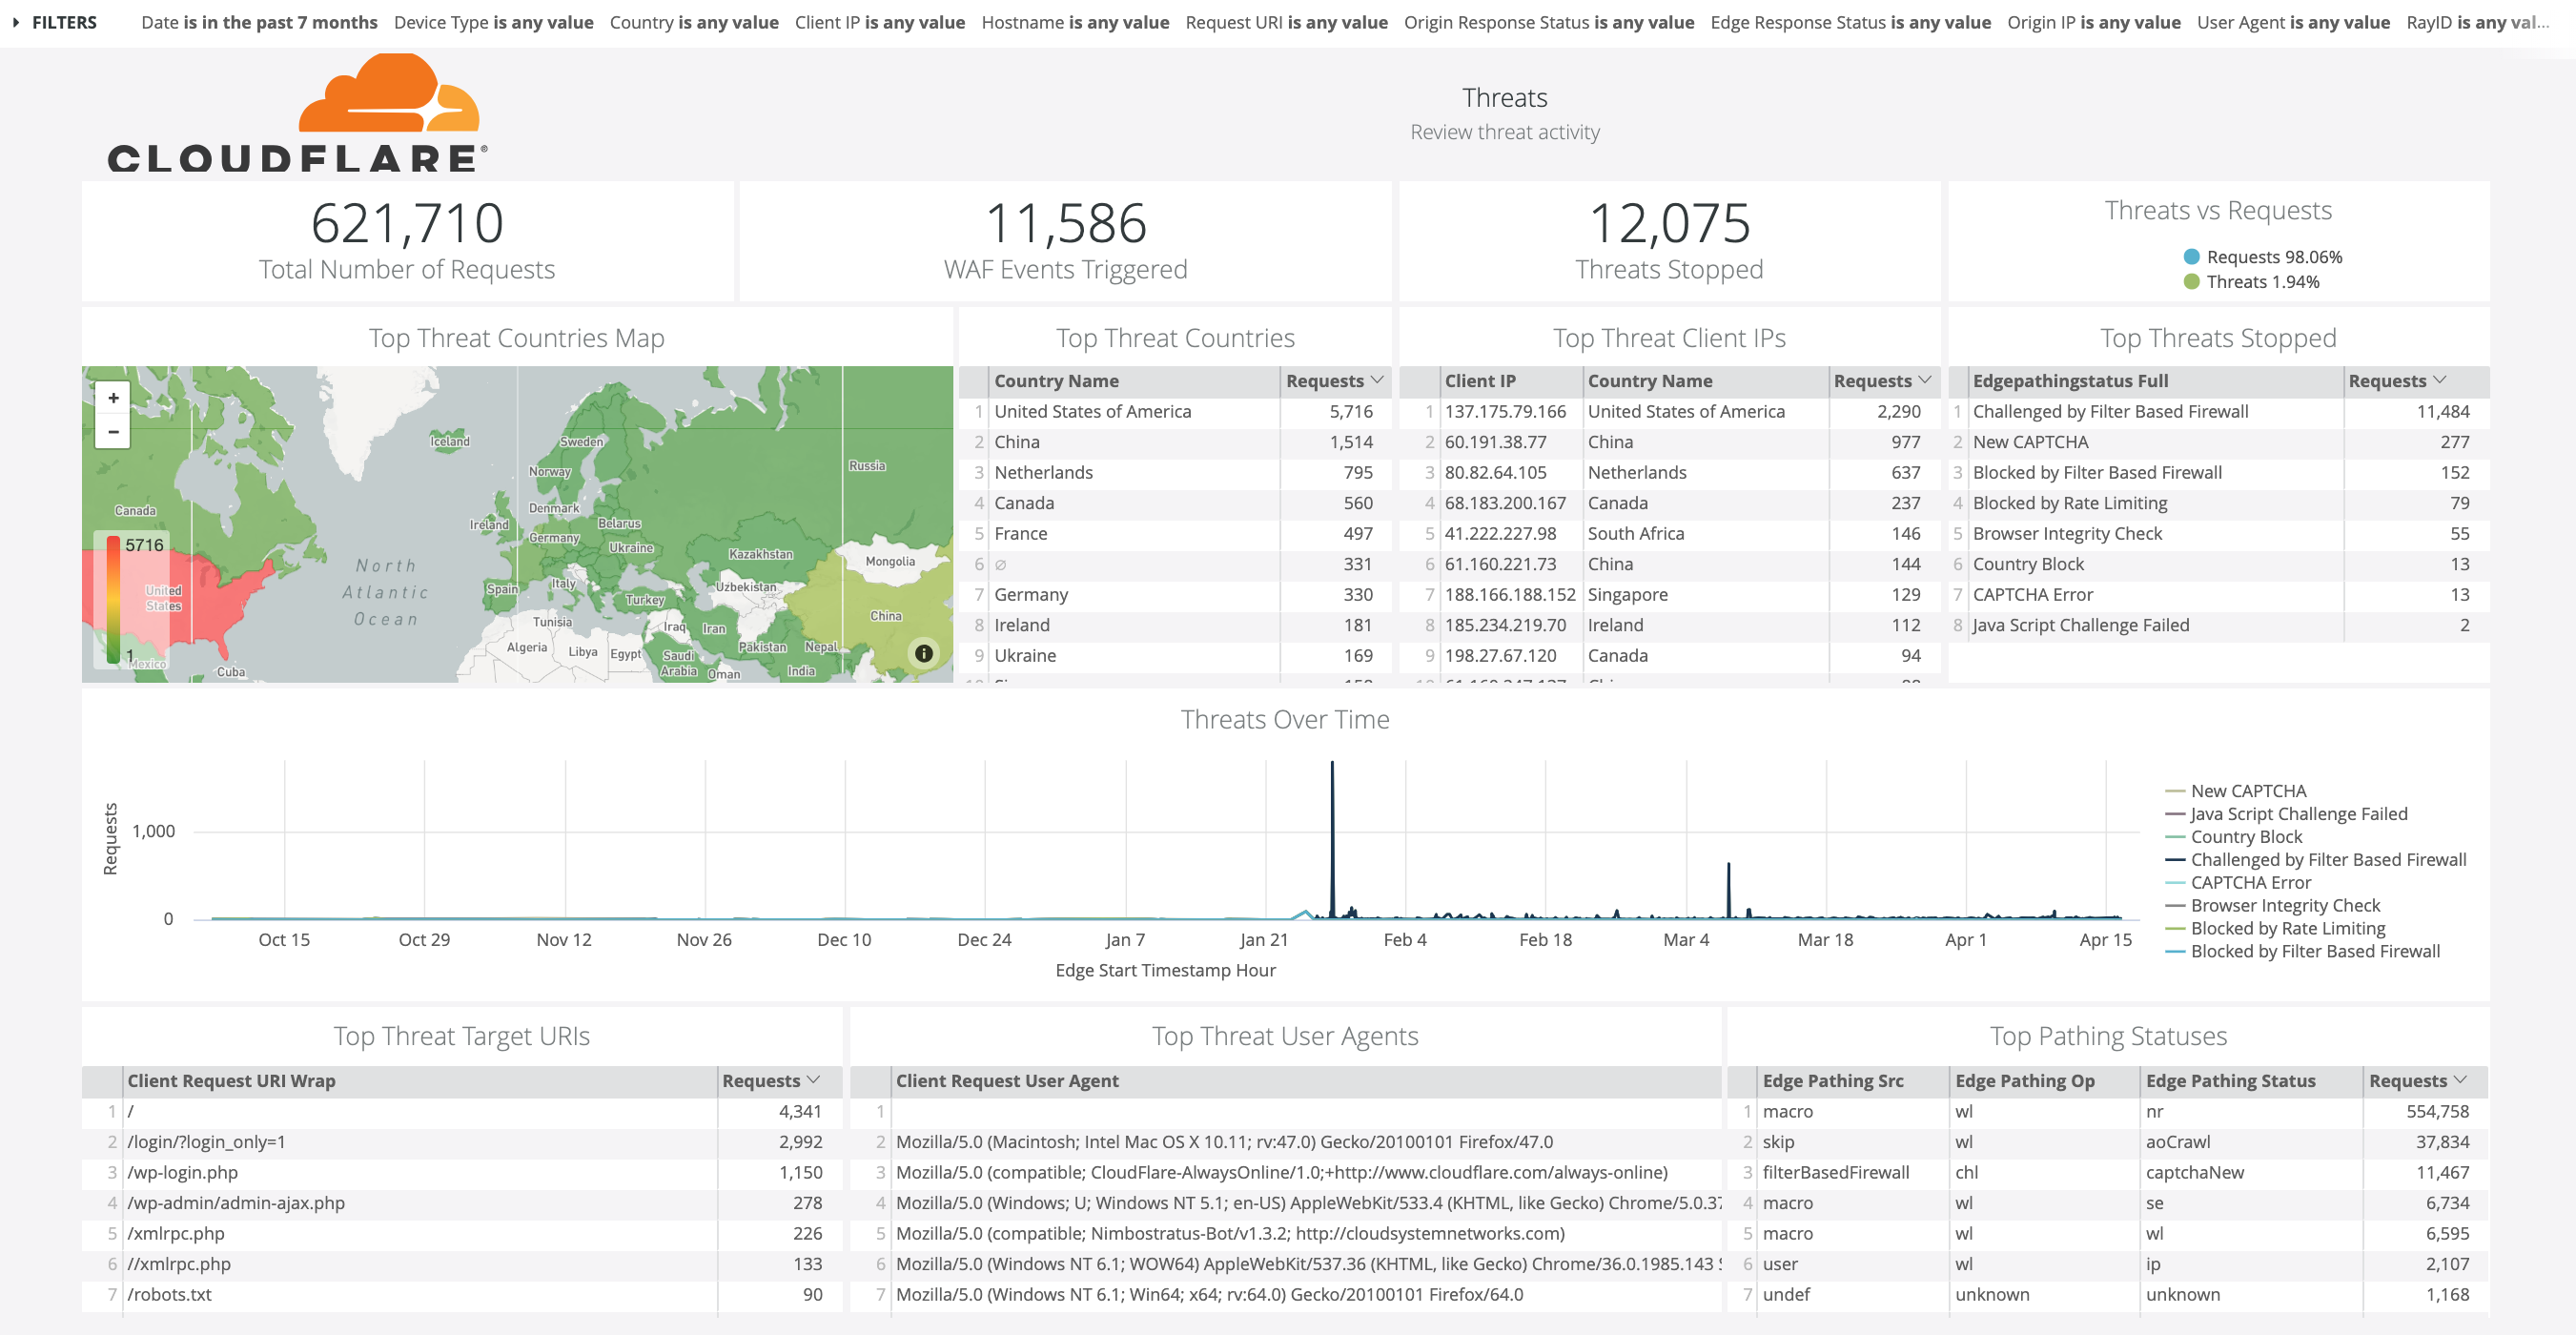 FILTERS Date is in the past 7 months Device Type is any value Country is any value Client IP is any value Hostname is any value Request URI is any value Origin Response Status is any value Edge Response Status is any value Origin IP is any value User Agent is any value RayID is any val...
CLOUDFLARE®
Threats
Review threat activity
621,710
Total Number of Requests
11,586
WAF Events Triggered
12,075
Threats Stopped
Threats vs Requests
Requests 98.06%
Threats 1.94%
Top Threat Countries Map
+
−
Iceland
Sweden
Norway
Russia
Canada
Denmark
Ireland
Belarus
Germany
Ukraine
Kazakhstan
Mongolia
5716
North
Atlantic
Ocean
United
States
Italy
Spain
Uzbekistan
Turkey
China
Tunisia
Iraq
Iran
Algeria
Libya
Egypt
Pakistan
Nepal
1
Mexico
Saudi
Arabia
Cuba
Oman
India
Top Threat Countries
Country Name Requests
1 United States of America 5,716
2 China 1,514
3 Netherlands 795
4 Canada 560
5 France 497
6 ∅ 331
7 Germany 330
8 Ireland 181
9 Ukraine 169
Top Threat Client IPs
Client IP Country Name Requests
1 137.175.79.166 United States of America 2,290
2 60.191.38.77 China 977
3 80.82.64.105 Netherlands 637
4 68.183.200.167 Canada 237
5 41.222.227.98 South Africa 146
6 61.160.221.73 China 144
7 188.166.188.152 Singapore 129
8 185.234.219.70 Ireland 112
9 198.27.67.120 Canada 94
Top Threats Stopped
Edgepathingstatus Full Requests
1 Challenged by Filter Based Firewall 11,484
2 New CAPTCHA 277
3 Blocked by Filter Based Firewall 152
4 Blocked by Rate Limiting 79
5 Browser Integrity Check 55
6 Country Block 13
7 CAPTCHA Error 13
8 Java Script Challenge Failed 2
Threats Over Time
Requests
1,000
0
Oct 15 Oct 29 Nov 12 Nov 26 Dec 10 Dec 24 Jan 7 Jan 21 Feb 4 Feb 18 Mar 4 Mar 18 Apr 1 Apr 15
Edge Start Timestamp Hour
New CAPTCHA
Java Script Challenge Failed
Country Block
Challenged by Filter Based Firewall
CAPTCHA Error
Browser Integrity Check
Blocked by Rate Limiting
Blocked by Filter Based Firewall
Top Threat Target URIs
Client Request URI Wrap Requests
1 / 4,341
2 /login/?login_only=1 2,992
3 /wp-login.php 1,150
4 /wp-admin/admin-ajax.php 278
5 /xmlrpc.php 226
6 //xmlrpc.php 133
7 /robots.txt 90
Top Threat User Agents
Client Request User Agent
1
2 Mozilla/5.0 (Macintosh; Intel Mac OS X 10.11; rv:47.0) Gecko/20100101 Firefox/47.0
3 Mozilla/5.0 (compatible; CloudFlare-AlwaysOnline/1.0;+http://www.cloudflare.com/always-online)
4 Mozilla/5.0 (Windows; U; Windows NT 5.1; en-US) AppleWebKit/533.4 (KHTML, like Gecko) Chrome/5.0.37
5 Mozilla/5.0 (compatible; Nimbostratus-Bot/v1.3.2; http://cloudsystemnetworks.com)
6 Mozilla/5.0 (Windows NT 6.1; WOW64) AppleWebKit/537.36 (KHTML, like Gecko) Chrome/36.0.1985.143
7 Mozilla/5.0 (Windows NT 6.1; Win64; x64; rv:64.0) Gecko/20100101 Firefox/64.0
Top Pathing Statuses
Edge Pathing Src Edge Pathing Op Edge Pathing Status Requests
1 macro wl nr 554,758
2 skip wl aoCrawl 37,834
3 filterBasedFirewall chl captchaNew 11,467
4 macro wl se 6,734
5 macro wl wl 6,595
6 user wl ip 2,107
7 undef unknown unknown 1,168